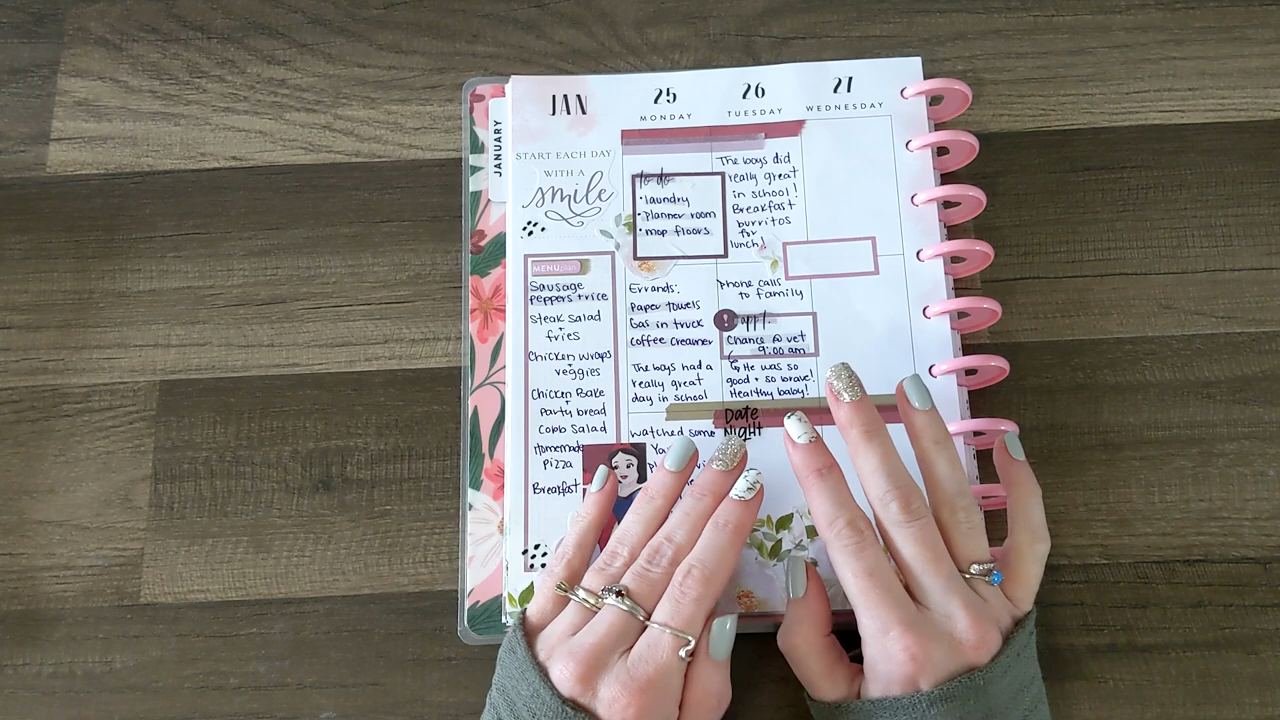 JANUARY
JAN
START EACH DAY
WITH A
smile
MENU plan
Sausage
peppers + rice
Steak salad
+
fries
Chicken wraps
+
veggies
Chicken Bake
+
party bread
Cobb Salad
Homemade
pizza
Breakfast
25
MONDAY
to do
• laundry
• planner room
• mop floors
Errands:
Paper towels
Gas in truck
coffee creamer
The boys had a
really great
day in school
watched some
26
TUESDAY
The boys did
really great
in school!
Breakfast
burritos
for
lunch!
Phone calls
to family
!
appt.
Chance @ vet
9:00 am
He was so
good + so brave!
Healthy baby!
DATE
NIGHT
27
WEDNESDAY